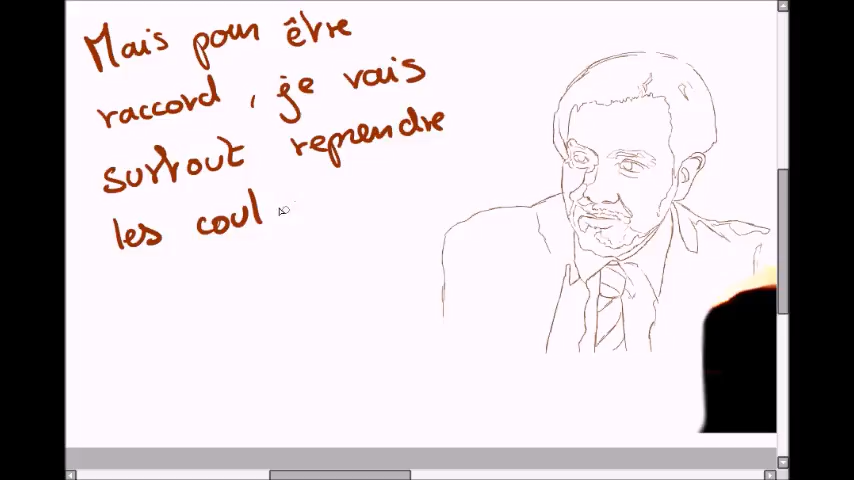 Mais pour être
raccord, je vais
surtout reprendre
les coul